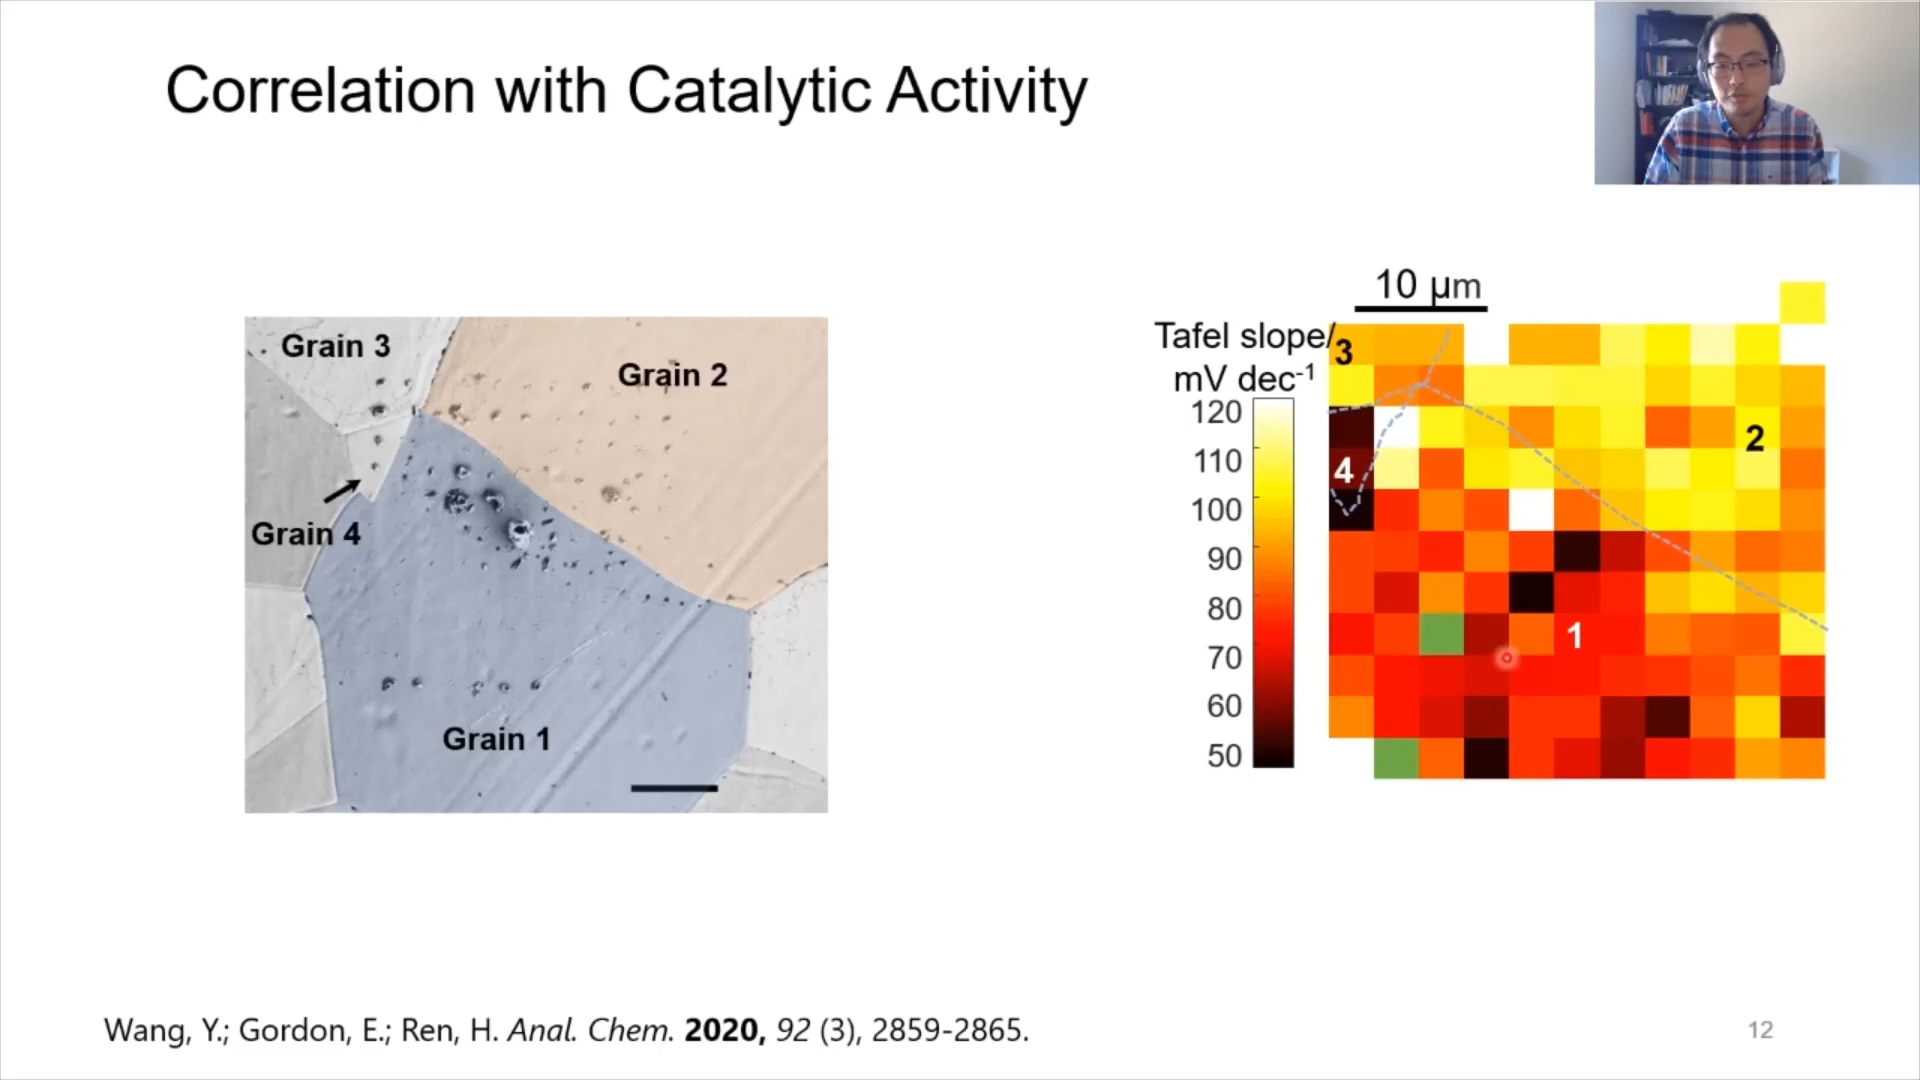 Correlation with Catalytic Activity
Grain 3
Grain 2
Grain 4
Grain 1
10 µm
Tafel slope/
mV dec-1
120
110
100
90
80
70
60
50
3
2
4
1
Wang, Y.; Gordon, E.; Ren, H. Anal. Chem. 2020, 92 (3), 2859-2865.
12